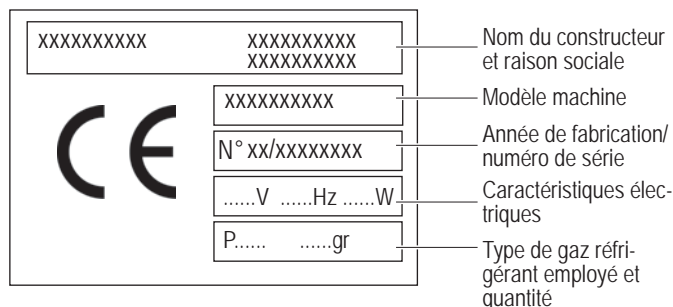 xxxxxxxxxx xxxxxxxxxx
xxxxxxxxxx
Nom du constructeur
et raison sociale
CE
xxxxxxxxxx
Modèle machine
N° xx/xxxxxxxx
Année de fabrication/
numéro de série
......V ......Hz ......W
Caractéristiques élec-
triques
P...... ......gr
Type de gaz réfri-
gérant employé et
quantité